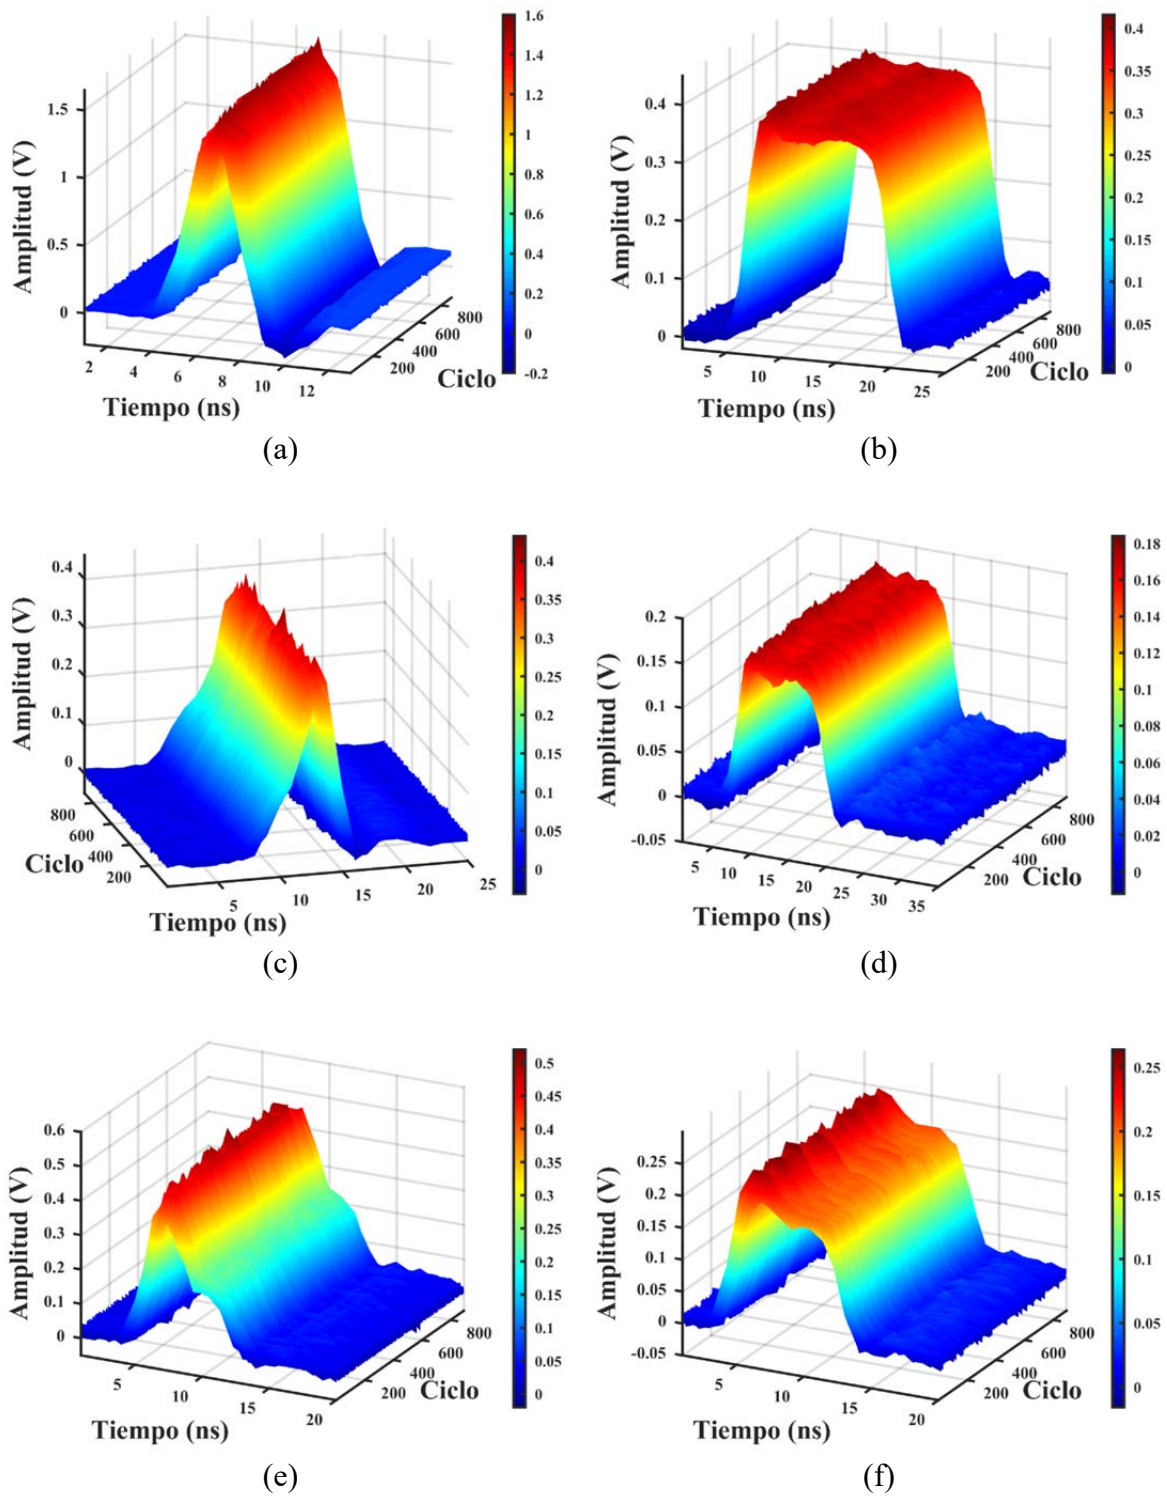 1.6
1.4
1.2
1
0.8
0.6
0.4
0.2
0
-0.2
1.5
1
0.5
0
Amplitud (V)
2 4 6 8 10 12
200 400 600 800
Tiempo (ns)
Ciclo
(a)
0.4
0.35
0.3
0.25
0.2
0.15
0.1
0.05
0
0.4
0.3
0.2
0.1
0
Amplitud (V)
5 10 15 20 25
200 400 600 800
Tiempo (ns)
Ciclo
(b)
0.4
0.35
0.3
0.25
0.2
0.15
0.1
0.05
0
0.4
0.3
0.2
0.1
0
Amplitud (V)
800 600 400 200
Ciclo
5 10 15 20 25
Tiempo (ns)
(c)
0.18
0.16
0.14
0.12
0.1
0.08
0.06
0.04
0.02
0
0.2
0.15
0.1
0.05
0
-0.05
Amplitud (V)
5 10 15 20 25 30 35
200 400 600 800
Tiempo (ns)
Ciclo
(d)
0.5
0.45
0.4
0.35
0.3
0.25
0.2
0.15
0.1
0.05
0
0.6
0.5
0.4
0.3
0.2
0.1
0
Amplitud (V)
5 10 15 20
200 400 600 800
Tiempo (ns)
Ciclo
(e)
0.25
0.2
0.15
0.1
0.05
0
0.25
0.2
0.15
0.1
0.05
0
-0.05
Amplitud (V)
5 10 15 20
200 400 600 800
Tiempo (ns)
Ciclo
(f)